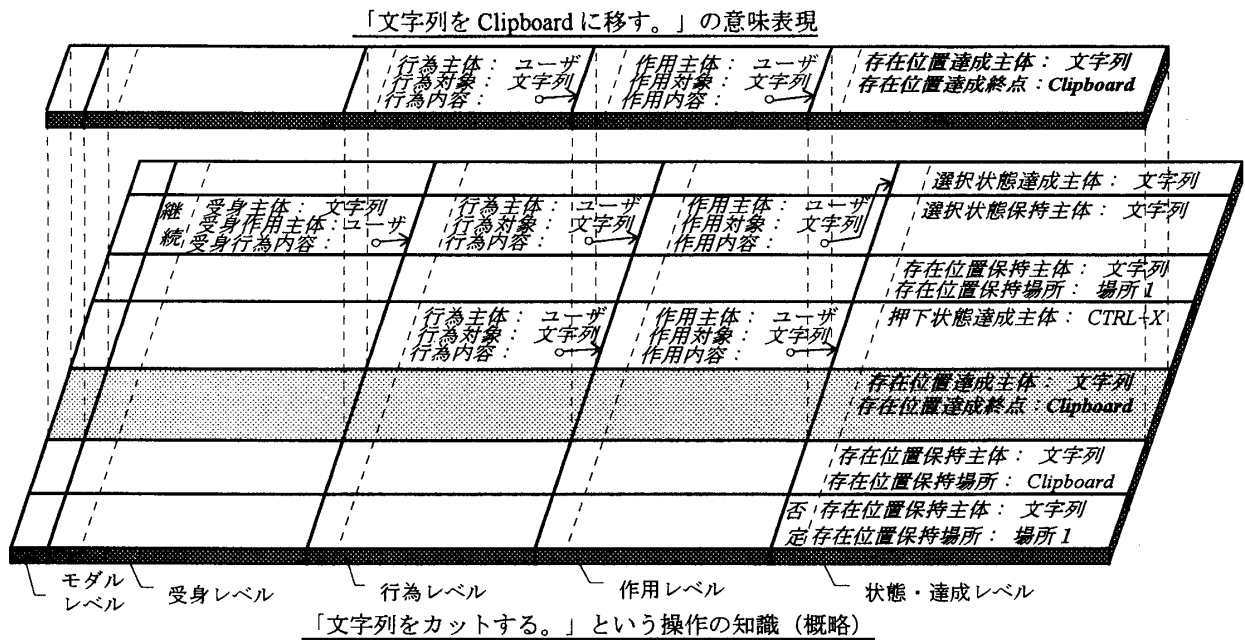 「文字列を Clipboard に移す。」の意味表現
行為主体： ユーザ
行為対象： 文字列
行為内容：
作用主体： ユーザ
作用対象： 文字列
作用内容：
存在位置達成主体： 文字列
存在位置達成終点：Clipboard
選択状態達成主体： 文字列
継続
受身主体： 文字列
受身作用主体：ユーザ
受身行為内容：
行為主体： ユーザ
行為対象： 文字列
行為内容：
作用主体： ユーザ
作用対象： 文字列
作用内容：
選択状態保持主体： 文字列
存在位置保持主体： 文字列
存在位置保持場所： 場所1
行為主体： ユーザ
行為対象： 文字列
行為内容：
作用主体： ユーザ
作用対象： 文字列
作用内容：
押下状態達成主体： CTRL-X
存在位置達成主体： 文字列
存在位置達成終点：Clipboard
存在位置保持主体： 文字列
存在位置保持場所： Clipboard
否定
存在位置保持主体： 文字列
存在位置保持場所： 場所1
モダル
レベル
受身レベル
行為レベル
作用レベル
状態・達成レベル
「文字列をカットする。」という操作の知識（概略）